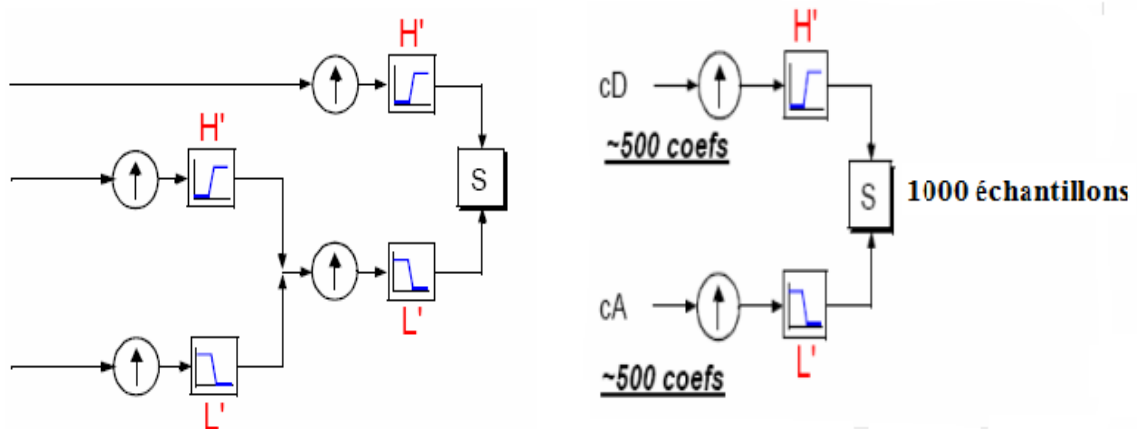 H'
H'
S
L'
L'
H'
cD
~500 coefs
S
1000 échantillons
cA
L'
~500 coefs